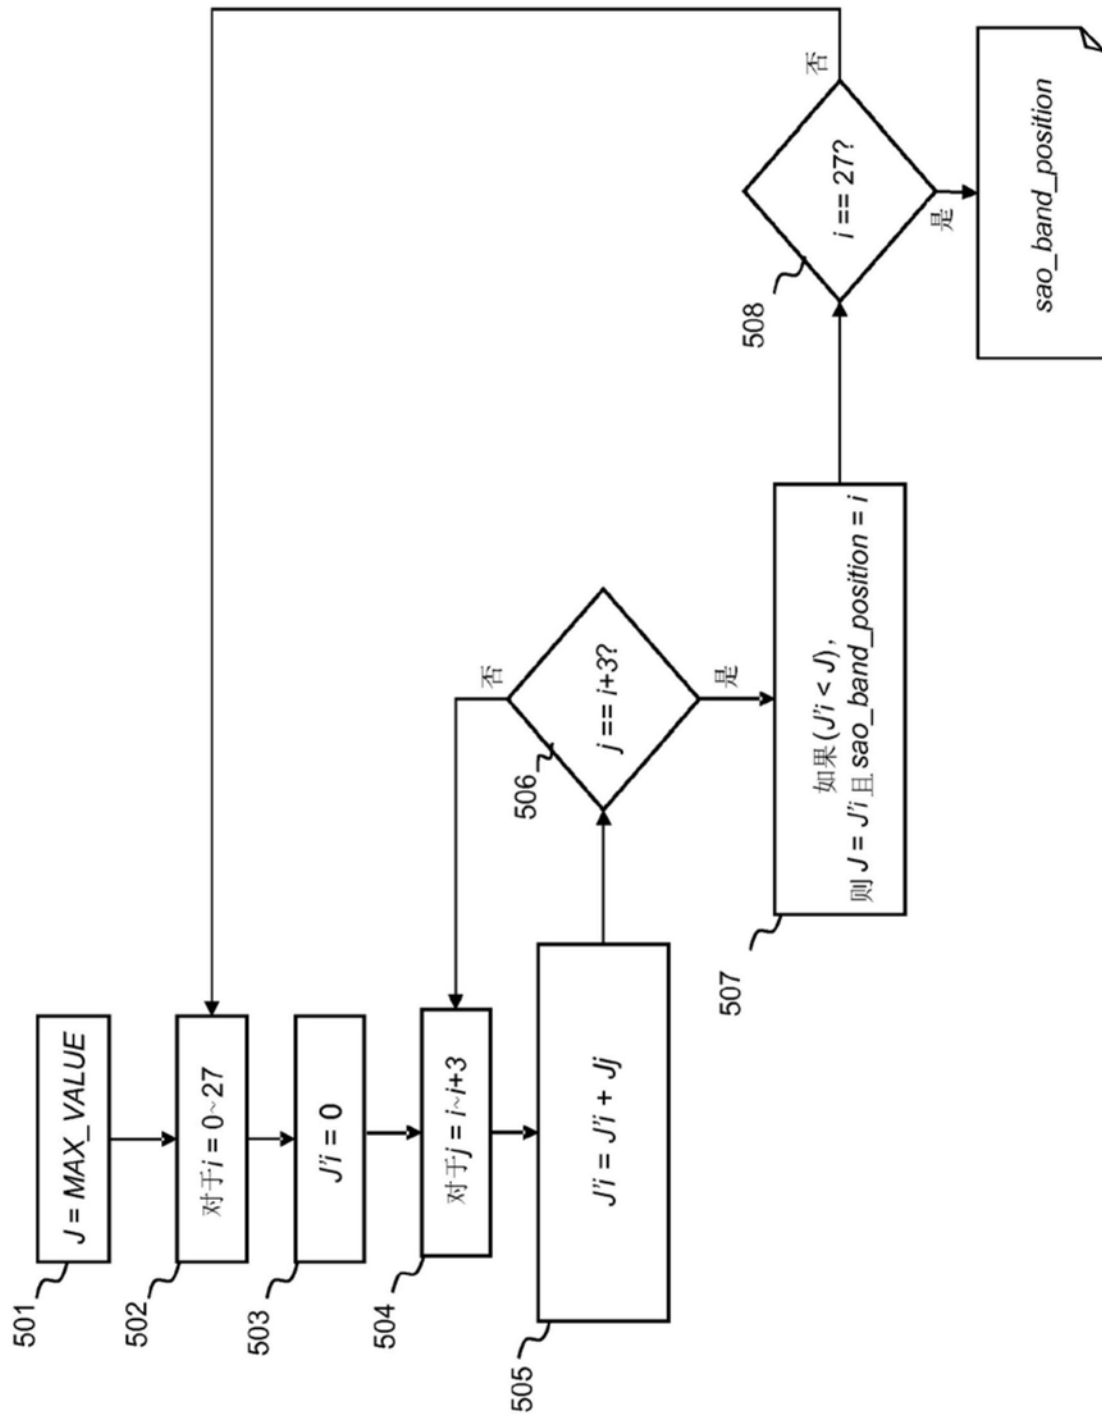 501
J = MAX_VALUE
502
对于i = 0~27
503
J'i = 0
504
对于j = i~i+3
505
J'i = J'i + Jj
506
j == i+3?
否
是
507
如果 (J'i < J),
则 J = J'i 且 sao_band_position = i
508
i == 27?
否
是
sao_band_position